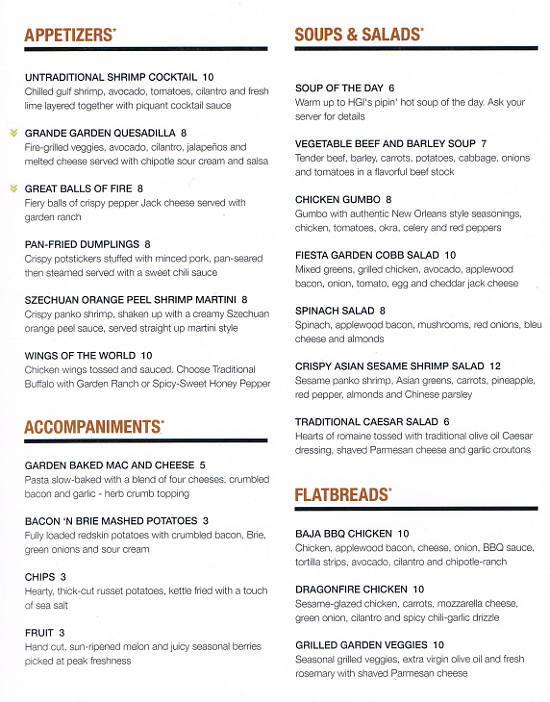 APPETIZERS*
UNTRADITIONAL SHRIMP COCKTAIL 10
Chilled gulf shrimp, avocado, tomatoes, cilantro and fresh
lime layered together with piquant cocktail sauce
GRANDE GARDEN QUESADILLA 8
Fire-grilled veggies, avocado, cilantro, jalapeños and
melted cheese served with chipotle sour cream and salsa
GREAT BALLS OF FIRE 8
Fiery balls of crispy pepper Jack cheese served with
garden ranch
PAN-FRIED DUMPLINGS 8
Crispy potstickers stuffed with minced pork, pan-seared
then steamed served with a sweet chili sauce
SZECHUAN ORANGE PEEL SHRIMP MARTINI 8
Crispy panko shrimp, shaken up with a creamy Szechuan
orange peel sauce, served straight up martini style
WINGS OF THE WORLD 10
Chicken wings tossed and sauced. Choose Traditional
Buffalo with Garden Ranch or Spicy-Sweet Honey Pepper
ACCOMPANIMENTS*
GARDEN BAKED MAC AND CHEESE 5
Pasta slow-baked with a blend of four cheeses, crumbled
bacon and garlic - herb crumb topping
BACON 'N BRIE MASHED POTATOES 3
Fully loaded redskin potatoes with crumbled bacon, Brie,
green onions and sour cream
CHIPS 3
Hearty, thick-cut russet potatoes, kettle fried with a touch
of sea salt
FRUIT 3
Hand cut, sun-ripened melon and juicy seasonal berries
picked at peak freshness
SOUPS & SALADS*
SOUP OF THE DAY 6
Warm up to HGI's pipin' hot soup of the day. Ask your
server for details
VEGETABLE BEEF AND BARLEY SOUP 7
Tender beef, barley, carrots, potatoes, cabbage, onions
and tomatoes in a flavorful beef stock
CHICKEN GUMBO 8
Gumbo with authentic New Orleans style seasonings,
chicken, tomatoes, okra, celery and red peppers
FIESTA GARDEN COBB SALAD 10
Mixed greens, grilled chicken, avocado, applewood
bacon, onion, tomato, egg and cheddar jack cheese
SPINACH SALAD 8
Spinach, applewood bacon, mushrooms, red onions, bleu
cheese and almonds
CRISPY ASIAN SESAME SHRIMP SALAD 12
Sesame panko shrimp, Asian greens, carrots, pineapple,
red pepper, almonds and Chinese parsley
TRADITIONAL CAESAR SALAD 6
Hearts of romaine tossed with traditional olive oil Caesar
dressing, shaved Parmesan cheese and garlic croutons
FLATBREADS*
BAJA BBQ CHICKEN 10
Chicken, applewood bacon, cheese, onion, BBQ sauce,
tortilla strips, avocado, cilantro and chipotle-ranch
DRAGONFIRE CHICKEN 10
Sesame-glazed chicken, carrots, mozzarella cheese,
green onion, cilantro and spicy chili-garlic drizzle
GRILLED GARDEN VEGGIES 10
Seasonal grilled veggies, extra virgin olive oil and fresh
rosemary with shaved Parmesan cheese